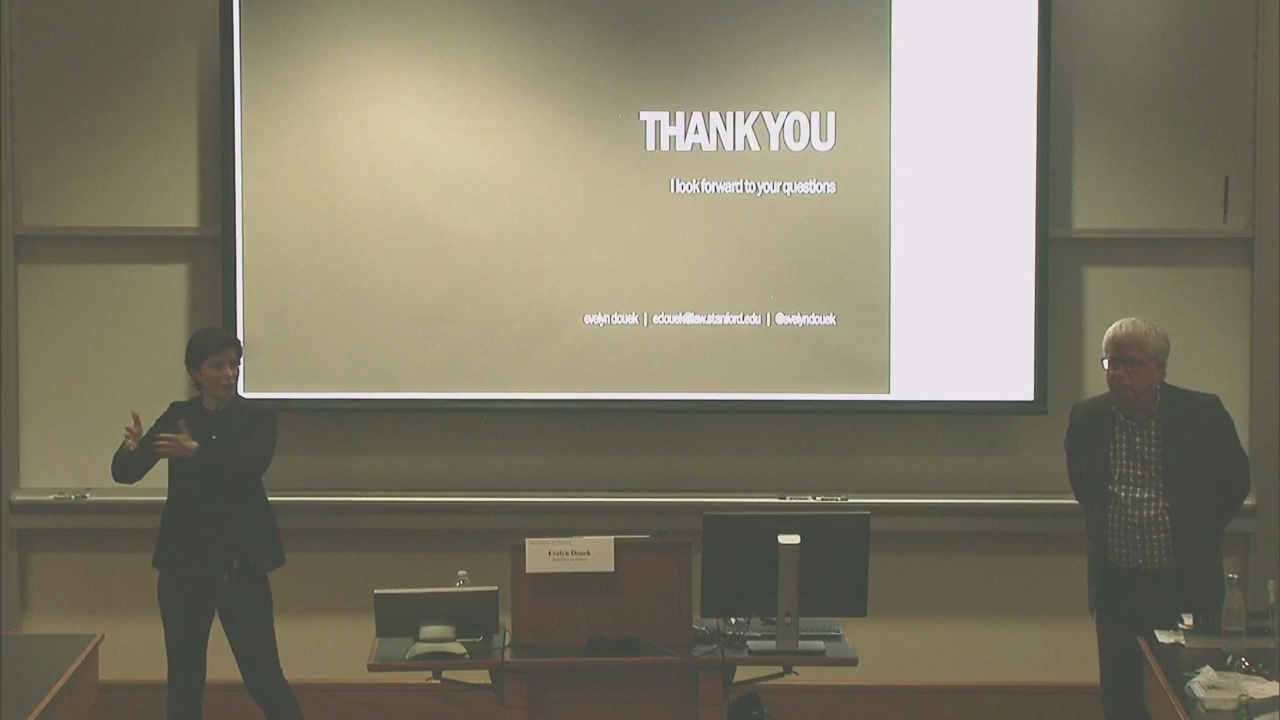 THANK YOU
I look forward to your questions
evelyn douek | edouek@law.stanford.edu | @evelyndouek
Evelyn Douek